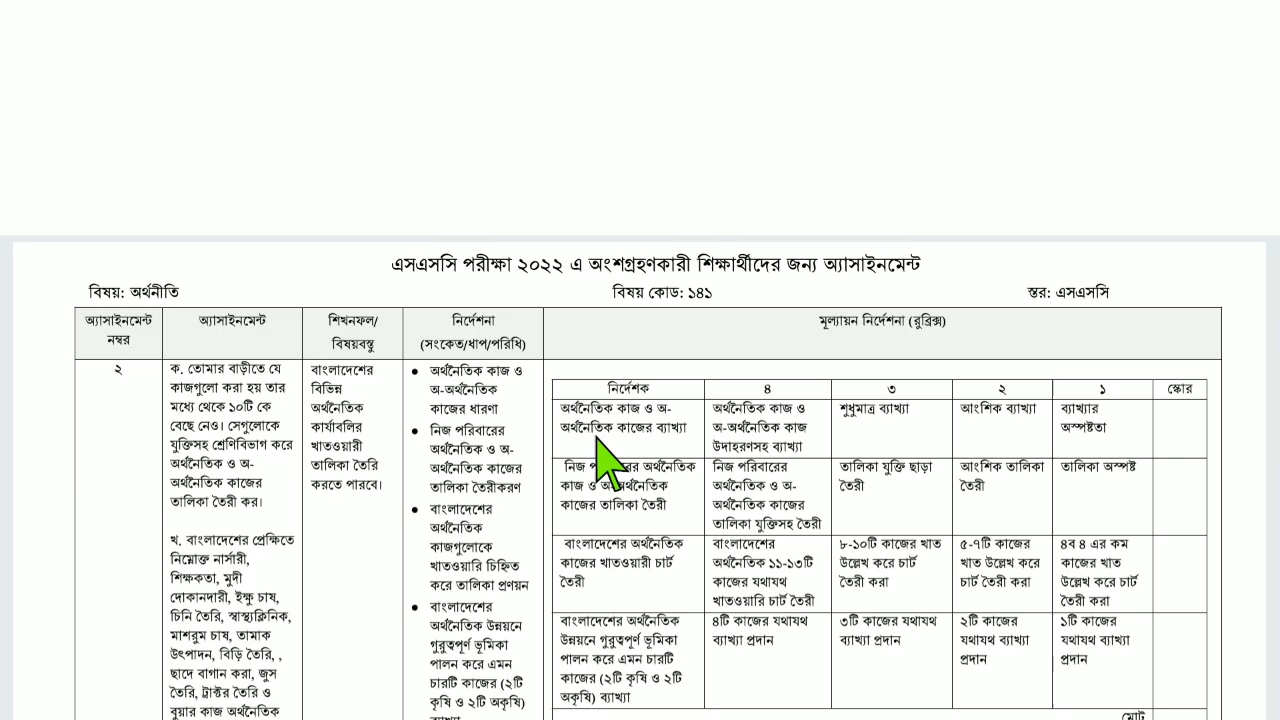 এসএসসি পরীক্ষা ২০২২ এ অংশগ্রহণকারী শিক্ষার্থীদের জন্য অ্যাসাইনমেন্ট
বিষয়: অর্থনীতি
বিষয় কোড: ১৪১
স্তর: এসএসসি
অ্যাসাইনমেন্ট
নম্বর
অ্যাসাইনমেন্ট
শিখনফল/
বিষয়বস্তু
নির্দেশনা
(সংকেত/ধাপ/পরিধি)
মূল্যায়ন নির্দেশনা (রুব্রিক্স)
২
ক. তোমার বাড়ীতে যে
কাজগুলো করা হয় তার
মধ্যে থেকে ১০টি কে
বেছে নেও। সেগুলোকে
যুক্তিসহ শ্রেণিবিভাগ করে
অর্থনৈতিক ও অ-
অর্থনৈতিক কাজের
তালিকা তৈরী কর।
খ. বাংলাদেশের প্রেক্ষিতে
নিম্নোক্ত নার্সারী,
শিক্ষকতা, মুদী
দোকানদারী, ইক্ষু চাষ,
চিনি তৈরি, স্বাস্থ্যক্লিনিক,
মাশরুম চাষ, তামাক
উৎপাদন, বিড়ি তৈরি, ,
ছাদে বাগান করা, জুস
তৈরি, ট্রাক্টর তৈরি ও
বুয়ার কাজ অর্থনৈতিক
বাংলাদেশের
বিভিন্ন
অর্থনৈতিক
কার্যাবলির
খাতওয়ারী
তালিকা তৈরি
করতে পারবে।
● অর্থনৈতিক কাজ ও
অ-অর্থনৈতিক
কাজের ধারণা
● নিজ পরিবারের
অর্থনৈতিক ও অ-
অর্থনৈতিক কাজের
তালিকা তৈরীকরণ
● বাংলাদেশের
অর্থনৈতিক
কাজগুলোকে
খাতওয়ারি চিহ্নিত
করে তালিকা প্রণয়ন
● বাংলাদেশের
অর্থনৈতিক উন্নয়নে
গুরুত্বপূর্ণ ভূমিকা
পালন করে এমন
চারটি কাজের (২টি
কৃষি ও ২টি অকৃষি)
নির্দেশক
৪
৩
২
১
স্কোর
অর্থনৈতিক কাজ ও অ-
অর্থনৈতিক কাজের ব্যাখ্যা
অর্থনৈতিক কাজ ও
অ-অর্থনৈতিক কাজ
উদাহরণসহ ব্যাখ্যা
শুধুমাত্র ব্যাখ্যা
আংশিক ব্যাখ্যা
ব্যাখ্যার
অস্পষ্টতা
নিজ অর্থনৈতিক
কাজ ও
কাজের তালিকা তৈরী
নিজ পরিবারের
অর্থনৈতিক ও অ-
অর্থনৈতিক কাজের
তালিকা যুক্তিসহ তৈরী
তালিকা যুক্তি ছাড়া
তৈরী
আংশিক তালিকা
তৈরী
তালিকা অস্পষ্ট
বাংলাদেশের অর্থনৈতিক
কাজের খাতওয়ারী চার্ট
তৈরী
বাংলাদেশের
অর্থনৈতিক ১১-১৩টি
কাজের যথাযথ
খাতওয়ারি চার্ট তৈরী
৮-১০টি কাজের খাত
উল্লেখ করে চার্ট
তৈরী করা
৫-৭টি কাজের
খাত উল্লেখ করে
চার্ট তৈরী করা
৪ব ৪ এর কম
কাজের খাত
উল্লেখ করে চার্ট
তৈরী করা
বাংলাদেশের অর্থনৈতিক
উন্নয়নে গুরুত্বপূর্ণ ভূমিকা
পালন করে এমন চারটি
কাজের (২টি কৃষি ও ২টি
অকৃষি) ব্যাখ্যা
৪টি কাজের যথাযথ
ব্যাখ্যা প্রদান
৩টি কাজের যথাযথ
ব্যাখ্যা প্রদান
২টি কাজের
যথাযথ ব্যাখ্যা
প্রদান
১টি কাজের
যথাযথ ব্যাখ্যা
প্রদান
মোট